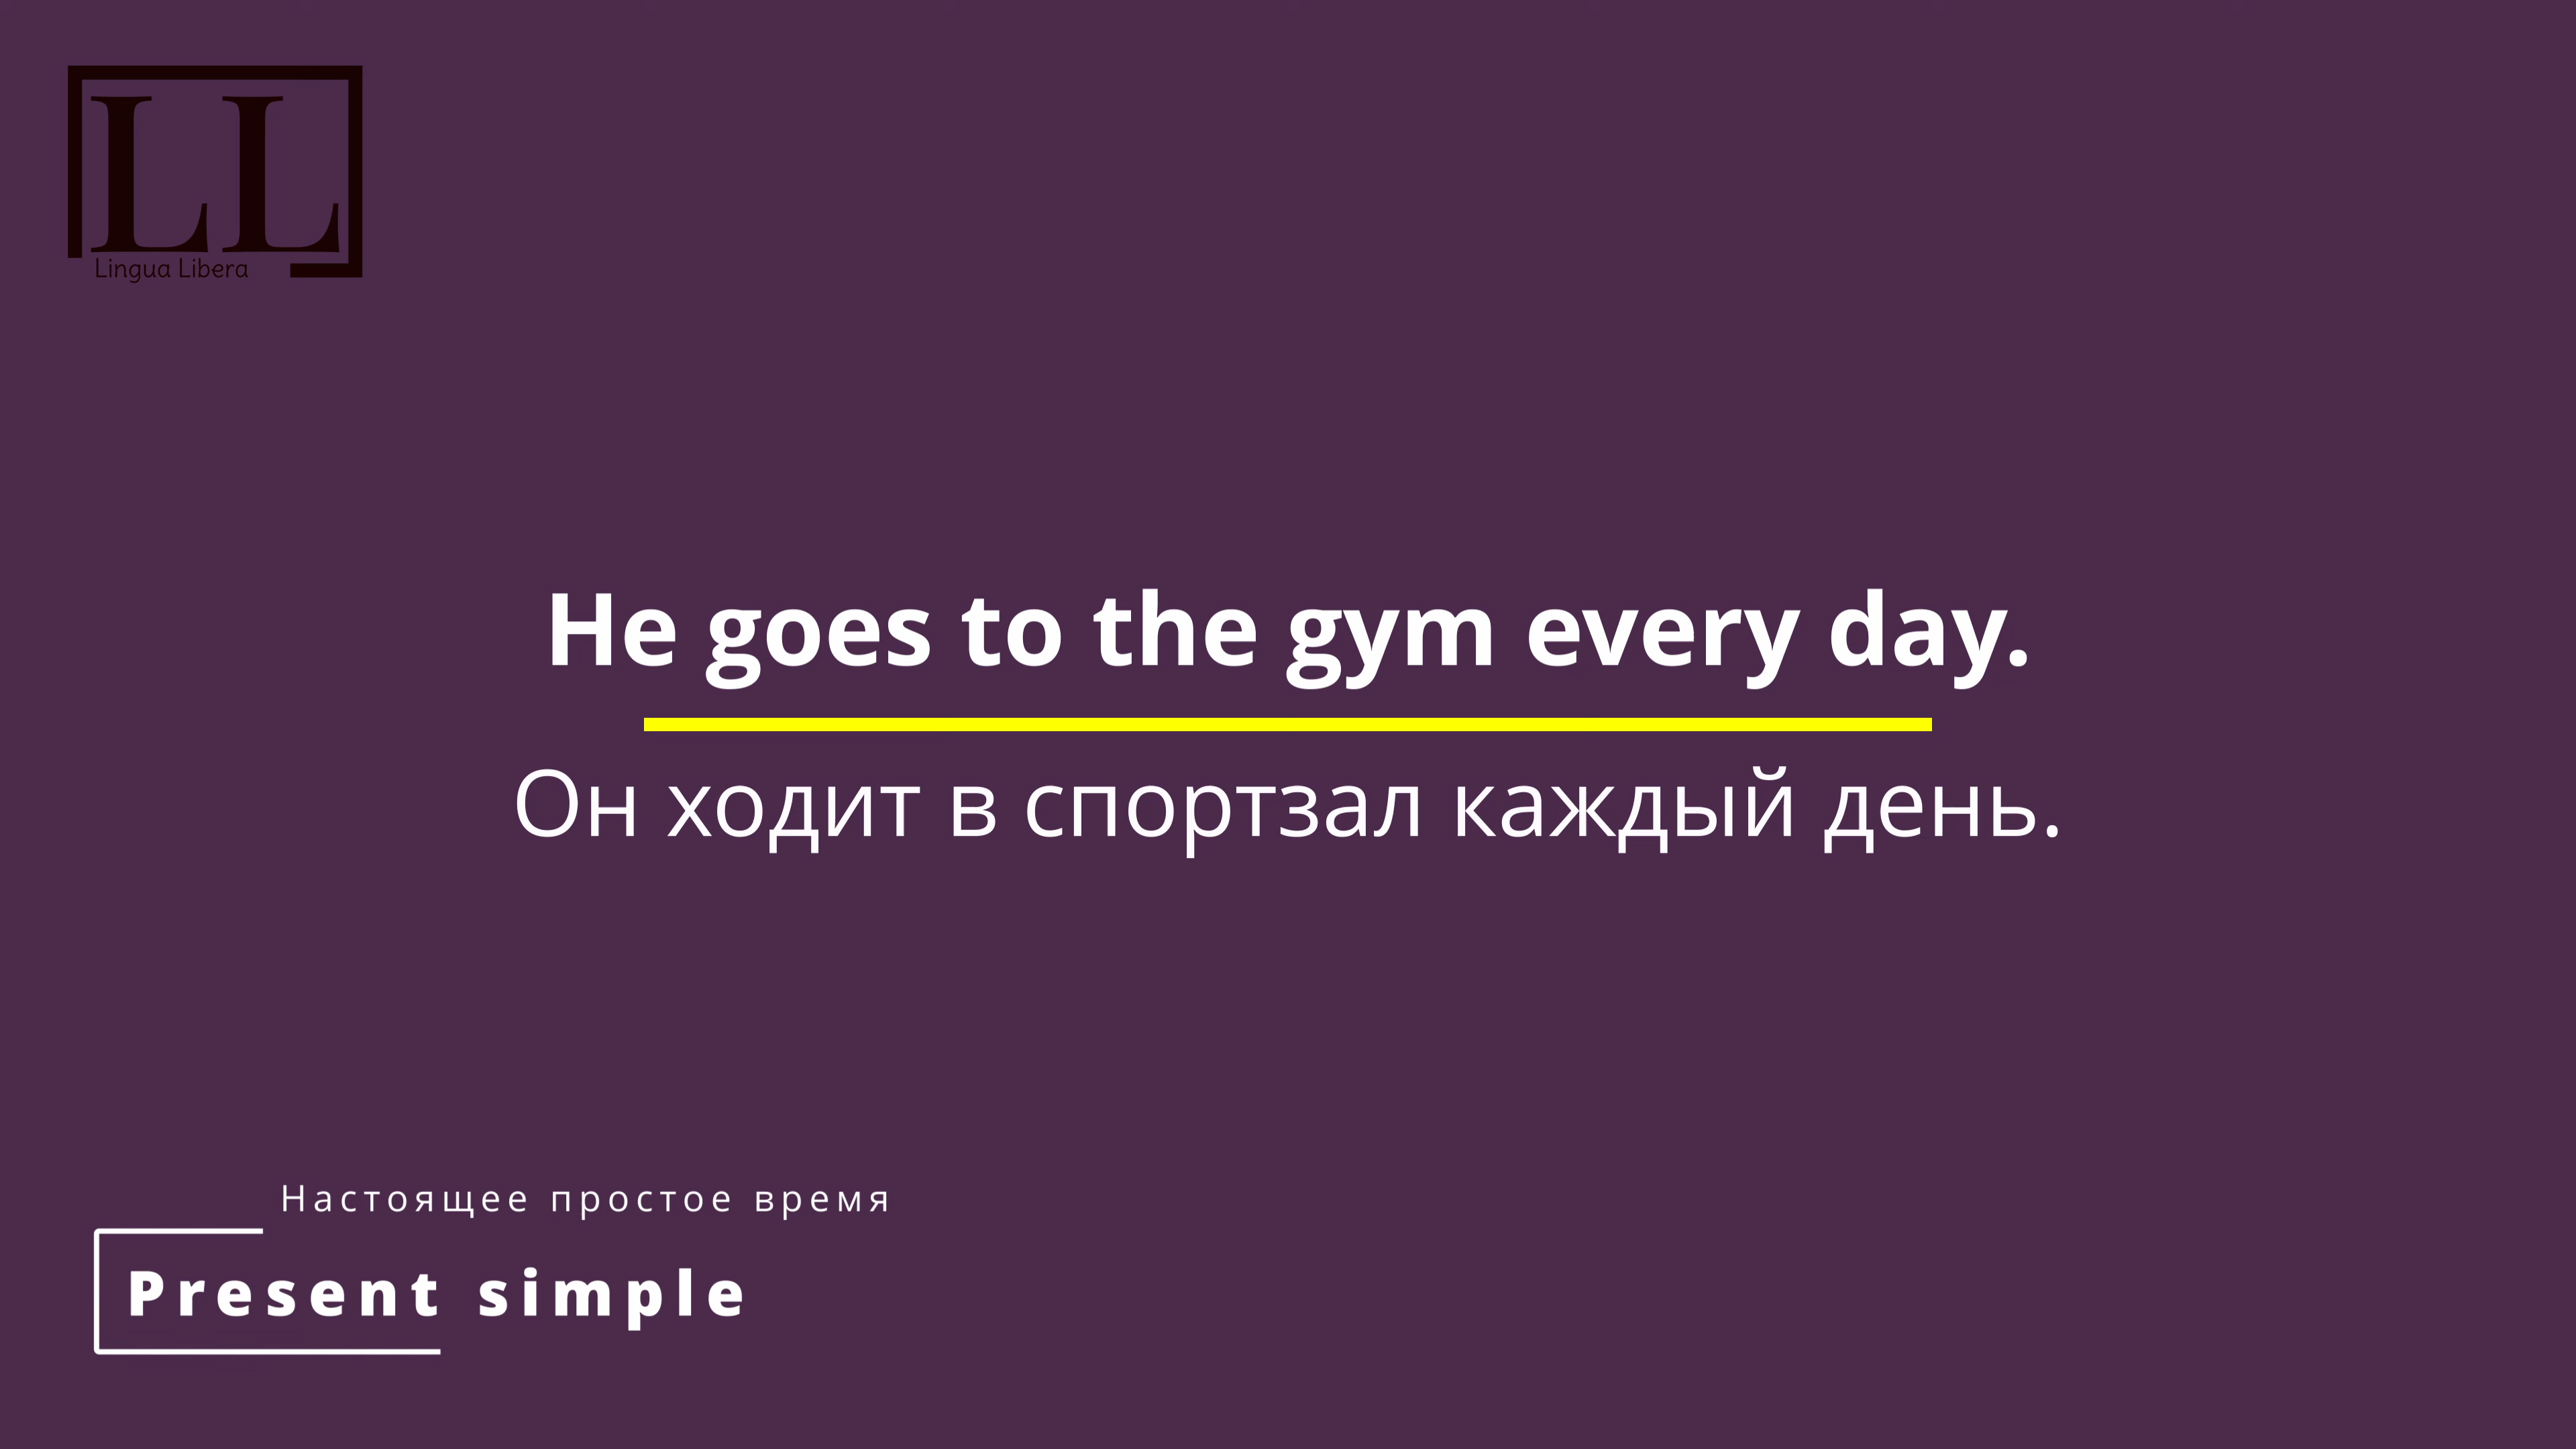 LL
Lingua Libera
He goes to the gym every day.
Он ходит в спортзал каждый день.
Настоящее простое время
Present simple